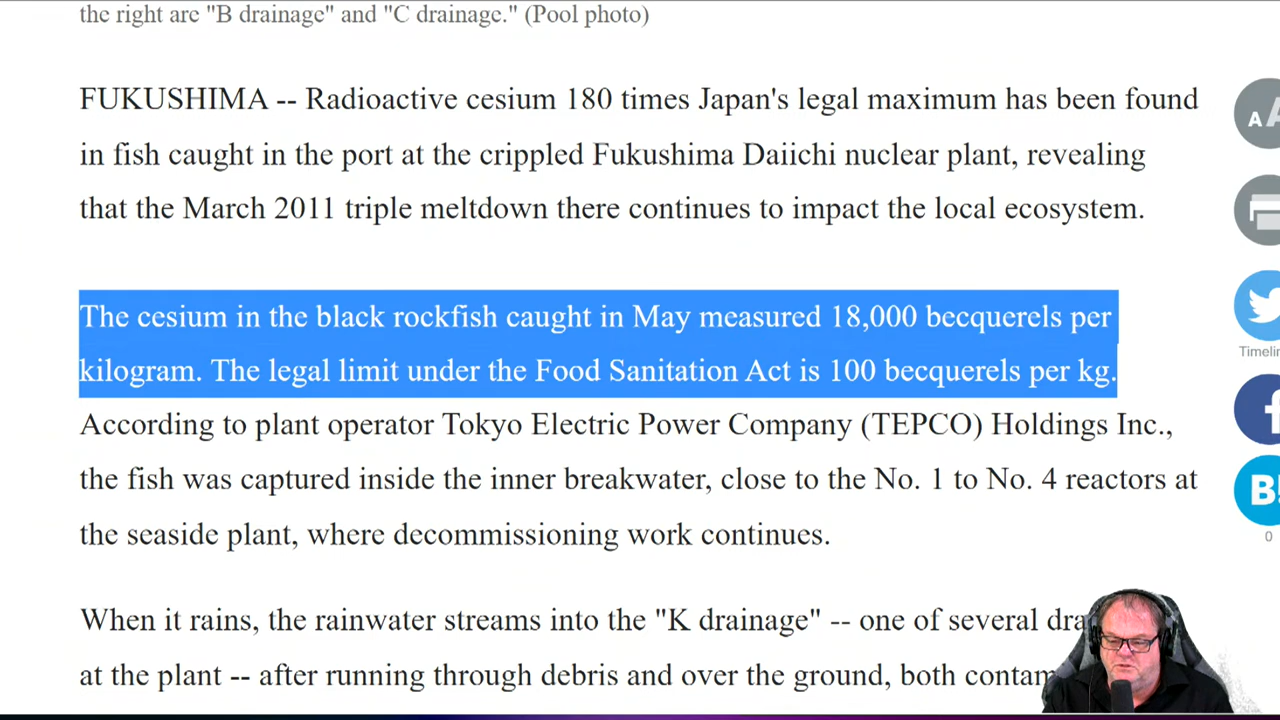 the right are "B drainage" and "C drainage." (Pool photo)
FUKUSHIMA -- Radioactive cesium 180 times Japan's legal maximum has been found
in fish caught in the port at the crippled Fukushima Daiichi nuclear plant, revealing
that the March 2011 triple meltdown there continues to impact the local ecosystem.
The cesium in the black rockfish caught in May measured 18,000 becquerels per
kilogram. The legal limit under the Food Sanitation Act is 100 becquerels per kg.
According to plant operator Tokyo Electric Power Company (TEPCO) Holdings Inc.,
the fish was captured inside the inner breakwater, close to the No. 1 to No. 4 reactors at
the seaside plant, where decommissioning work continues.
When it rains, the rainwater streams into the "K drainage" -- one of several
at the plant -- after running through debris and over the ground, both
A A
B!
0